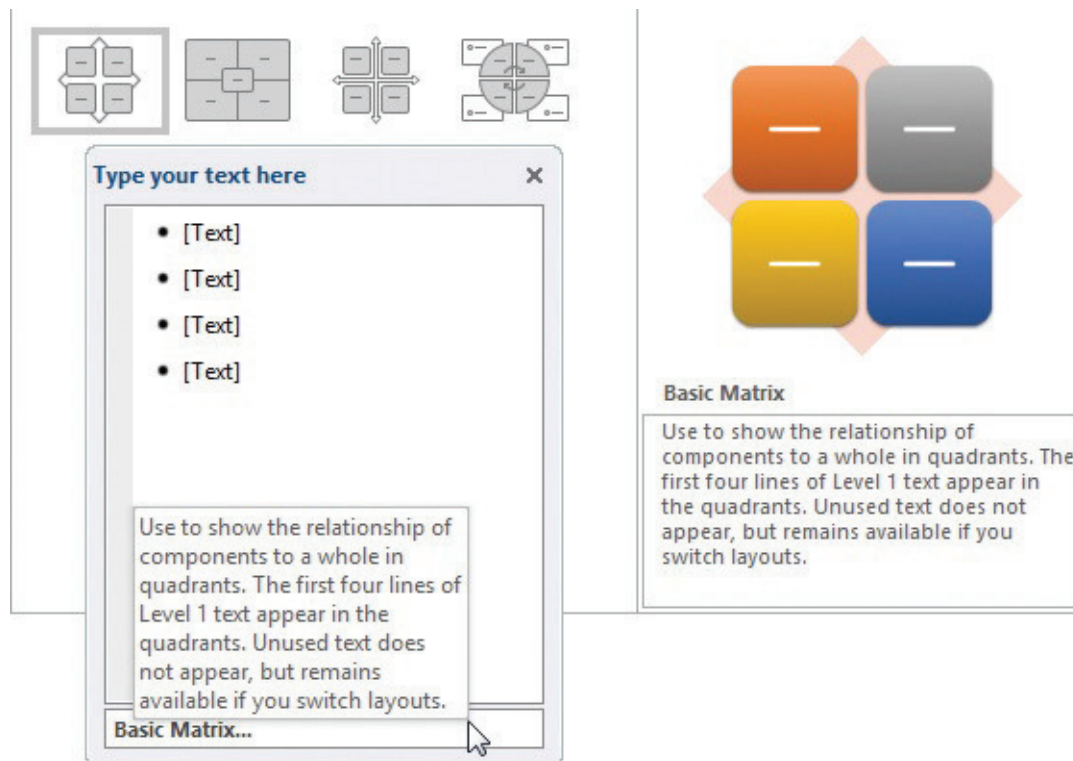 Type your text here
• [Text]
• [Text]
• [Text]
• [Text]
Use to show the relationship of
components to a whole in
quadrants. The first four lines of
Level 1 text appear in the
quadrants. Unused text does
not appear, but remains
available if you switch layouts.
Basic Matrix...
Basic Matrix
Use to show the relationship of
components to a whole in quadrants. The
first four lines of Level 1 text appear in
the quadrants. Unused text does not
appear, but remains available if you
switch layouts.